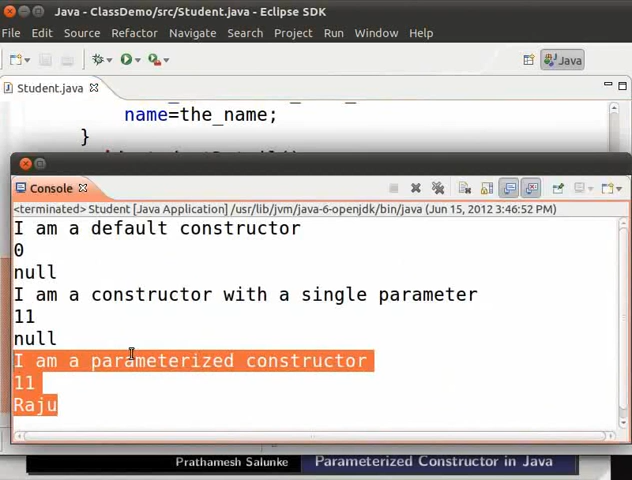 Java - ClassDemo/src/Student.java - Eclipse SDK
File Edit Source Refactor Navigate Search Project Run Window Help
Java
Student.java
name=the_name;
}
Console
<terminated> Student [Java Application] /usr/lib/jvm/java-6-openjdk/bin/java (Jun 15, 2012 3:46:52 PM)
I am a default constructor
0
null
I am a constructor with a single parameter
11
null
I am a parameterized constructor
11
Raju
Prathamesh Salunke Parameterized Constructor in Java